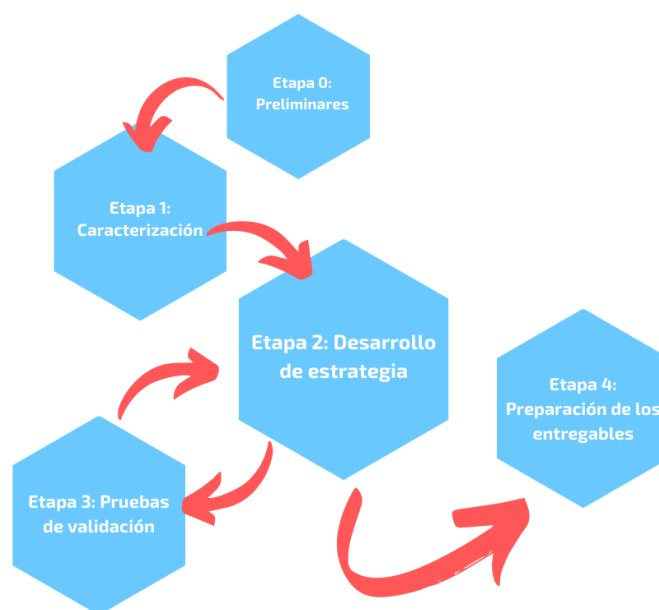 Etapa 0:
Preliminares
Etapa 1:
Caracterización
Etapa 2: Desarrollo
de estrategia
Etapa 3: Pruebas
de validación
Etapa 4:
Preparación de los
entregables